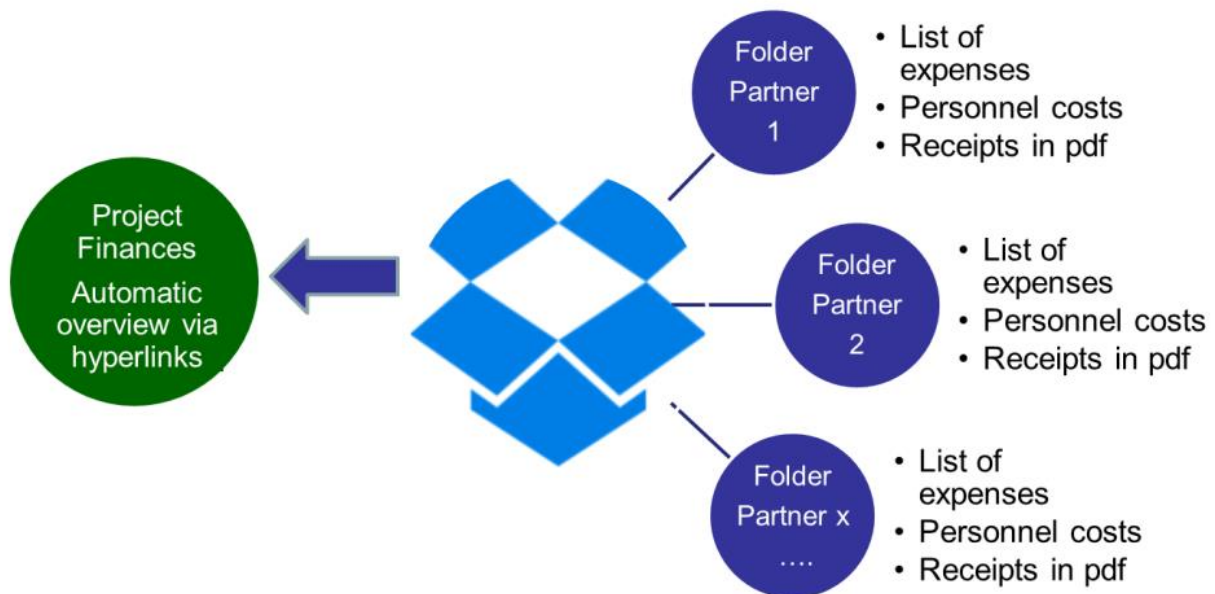 Project
Finances
Automatic
overview via
hyperlinks
Folder
Partner
1
• List of
expenses
• Personnel costs
• Receipts in pdf
Folder
Partner
2
• List of
expenses
• Personnel costs
• Receipts in pdf
Folder
Partner x
....
• List of
expenses
• Personnel costs
• Receipts in pdf